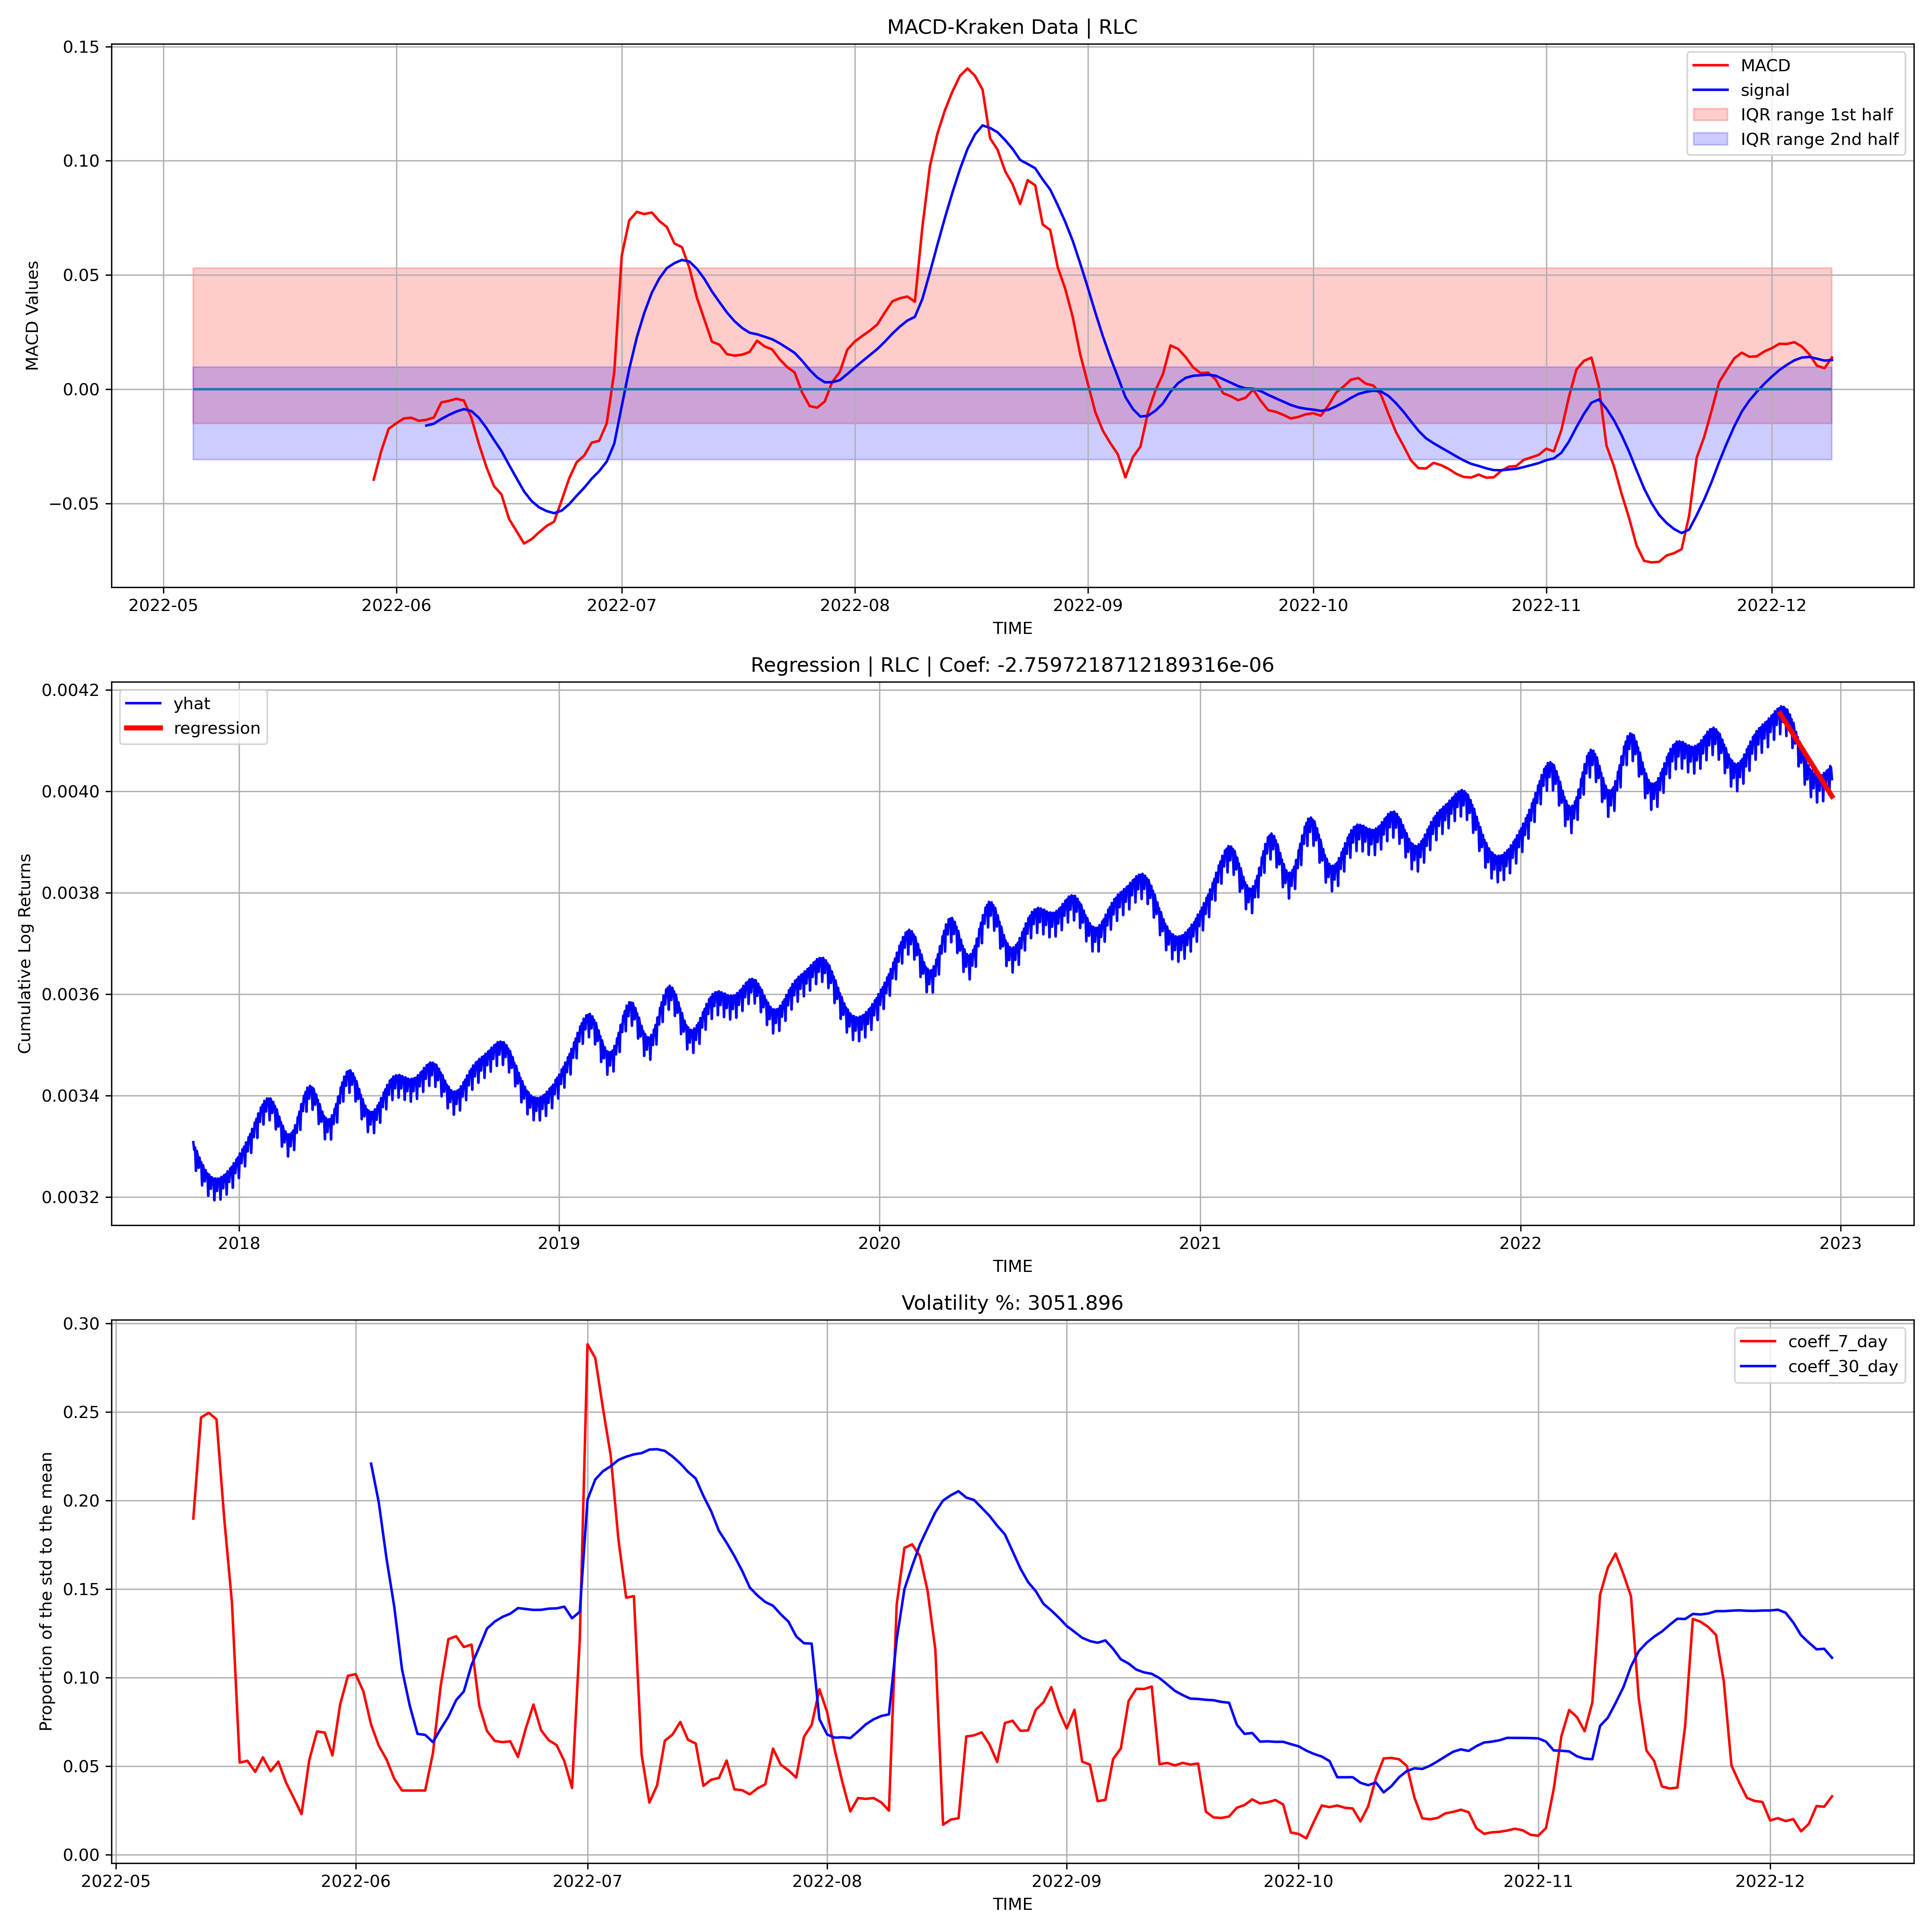 MACD-Kraken Data | RLC
MACD Values
0.15
0.10
0.05
0.00
−0.05
MACD
signal
IQR range 1st half
IQR range 2nd half
2022-05 2022-06 2022-07 2022-08 2022-09 2022-10 2022-11 2022-12
TIME
Regression | RLC | Coef: -2.7597218712189316e-06
Cumulative Log Returns
0.0042
0.0040
0.0038
0.0036
0.0034
0.0032
yhat
regression
2018 2019 2020 2021 2022 2023
TIME
Volatility %: 3051.896
Proportion of the std to the mean
0.30
0.25
0.20
0.15
0.10
0.05
0.00
coeff_7_day
coeff_30_day
2022-05 2022-06 2022-07 2022-08 2022-09 2022-10 2022-11 2022-12
TIME